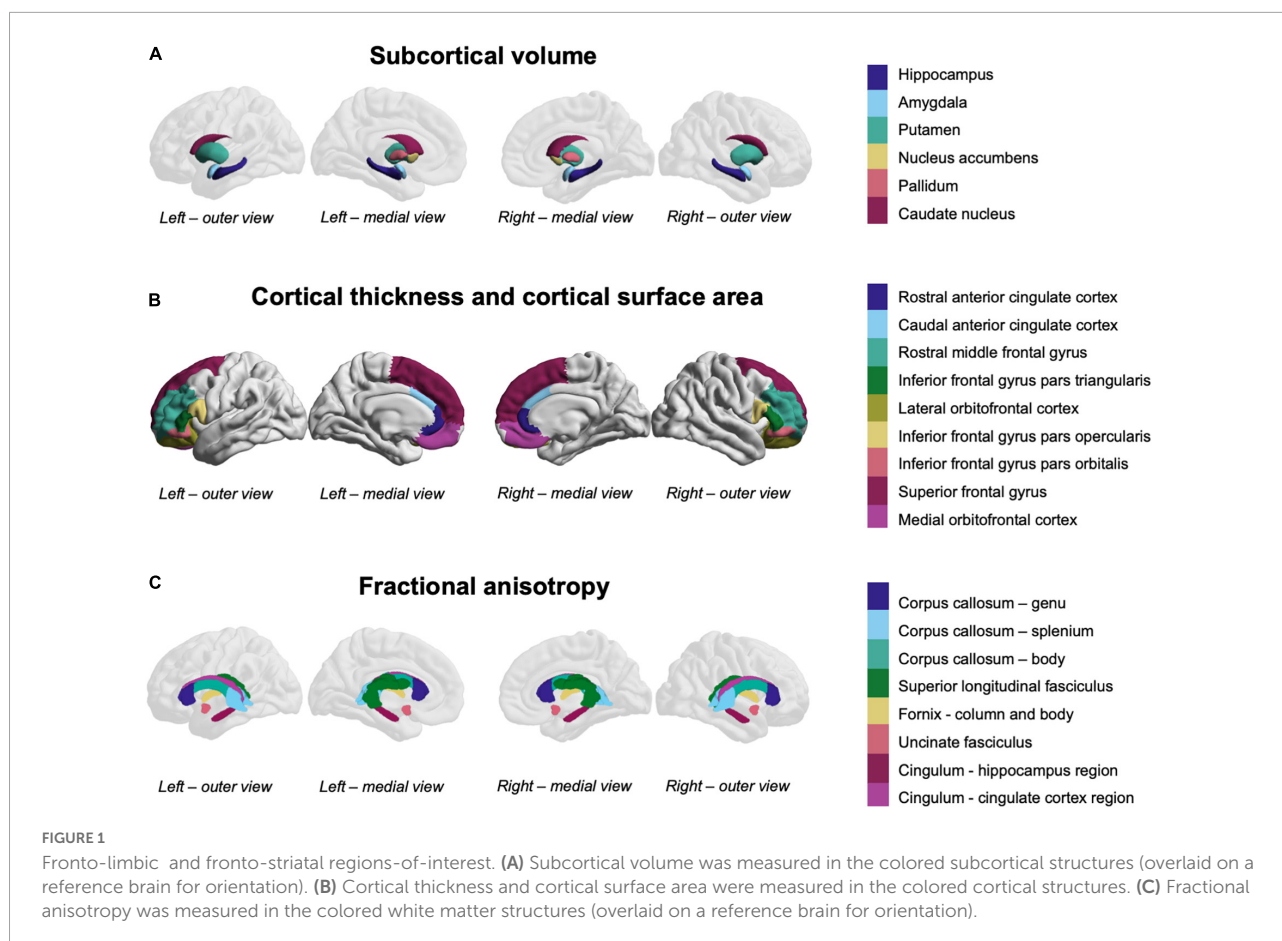 A
Subcortical volume
Left – outer view
Left – medial view
Right – medial view
Right – outer view
Hippocampus
Amygdala
Putamen
Nucleus accumbens
Pallidum
Caudate nucleus
B
Cortical thickness and cortical surface area
Left – outer view
Left – medial view
Right – medial view
Right – outer view
Rostral anterior cingulate cortex
Caudal anterior cingulate cortex
Rostral middle frontal gyrus
Inferior frontal gyrus pars triangularis
Lateral orbitofrontal cortex
Inferior frontal gyrus pars opercularis
Inferior frontal gyrus pars orbitalis
Superior frontal gyrus
Medial orbitofrontal cortex
C
Fractional anisotropy
Left – outer view
Left – medial view
Right – medial view
Right – outer view
Corpus callosum – genu
Corpus callosum – splenium
Corpus callosum – body
Superior longitudinal fasciculus
Fornix - column and body
Uncinate fasciculus
Cingulum - hippocampus region
Cingulum - cingulate cortex region
FIGURE 1
Fronto-limbic and fronto-striatal regions-of-interest. (A) Subcortical volume was measured in the colored subcortical structures (overlaid on a
reference brain for orientation). (B) Cortical thickness and cortical surface area were measured in the colored cortical structures. (C) Fractional
anisotropy was measured in the colored white matter structures (overlaid on a reference brain for orientation).